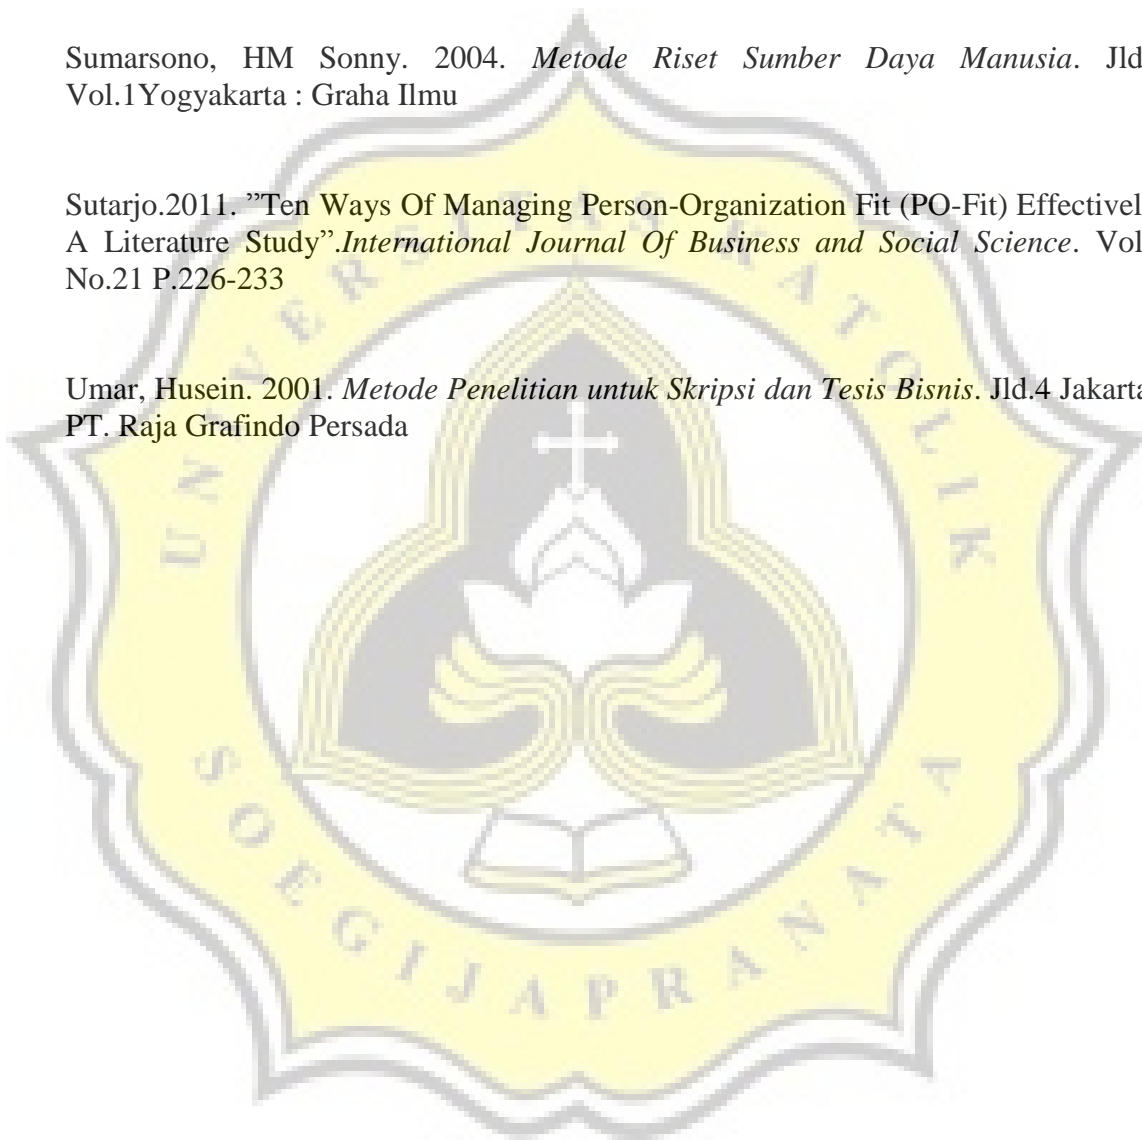 Sumarsono, HM Sonny. 2004. Metode Riset Sumber Daya Manusia. Jld
Vol.1Yogyakarta : Graha Ilmu
Sutarjo.2011. ”Ten Ways Of Managing Person-Organization Fit (PO-Fit) Effectivel
A Literature Study”.International Journal Of Business and Social Science. Vol
No.21 P.226-233
Umar, Husein. 2001. Metode Penelitian untuk Skripsi dan Tesis Bisnis. Jld.4 Jakarta
PT. Raja Grafindo Persada
UNIVERSITAS KATOLIK
SOEGIJAPRANATA